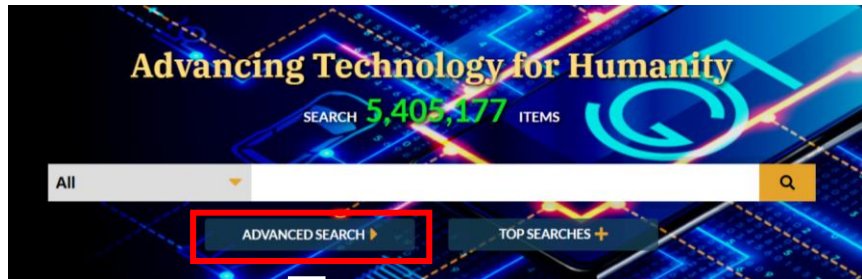 Advancing Technology for Humanity
SEARCH 5,405,177 ITEMS
All
ADVANCED SEARCH
TOP SEARCHES +